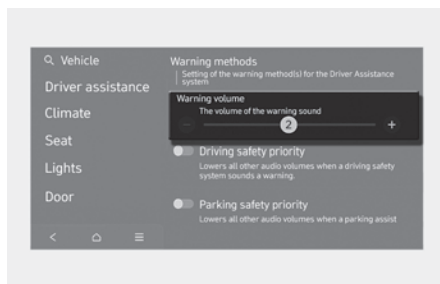 Vehicle
Driver assistance
Climate
Seat
Lights
Door
Warning methods
Setting of the warning method(s) for the Driver Assistance
system
Warning volume
The volume of the warning sound
2
Driving safety priority
Lowers all other audio volumes when a driving safety
system sounds a warning.
Parking safety priority
Lowers all other audio volumes when a parking assist